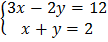 3x − 2y = 12
x + y = 2